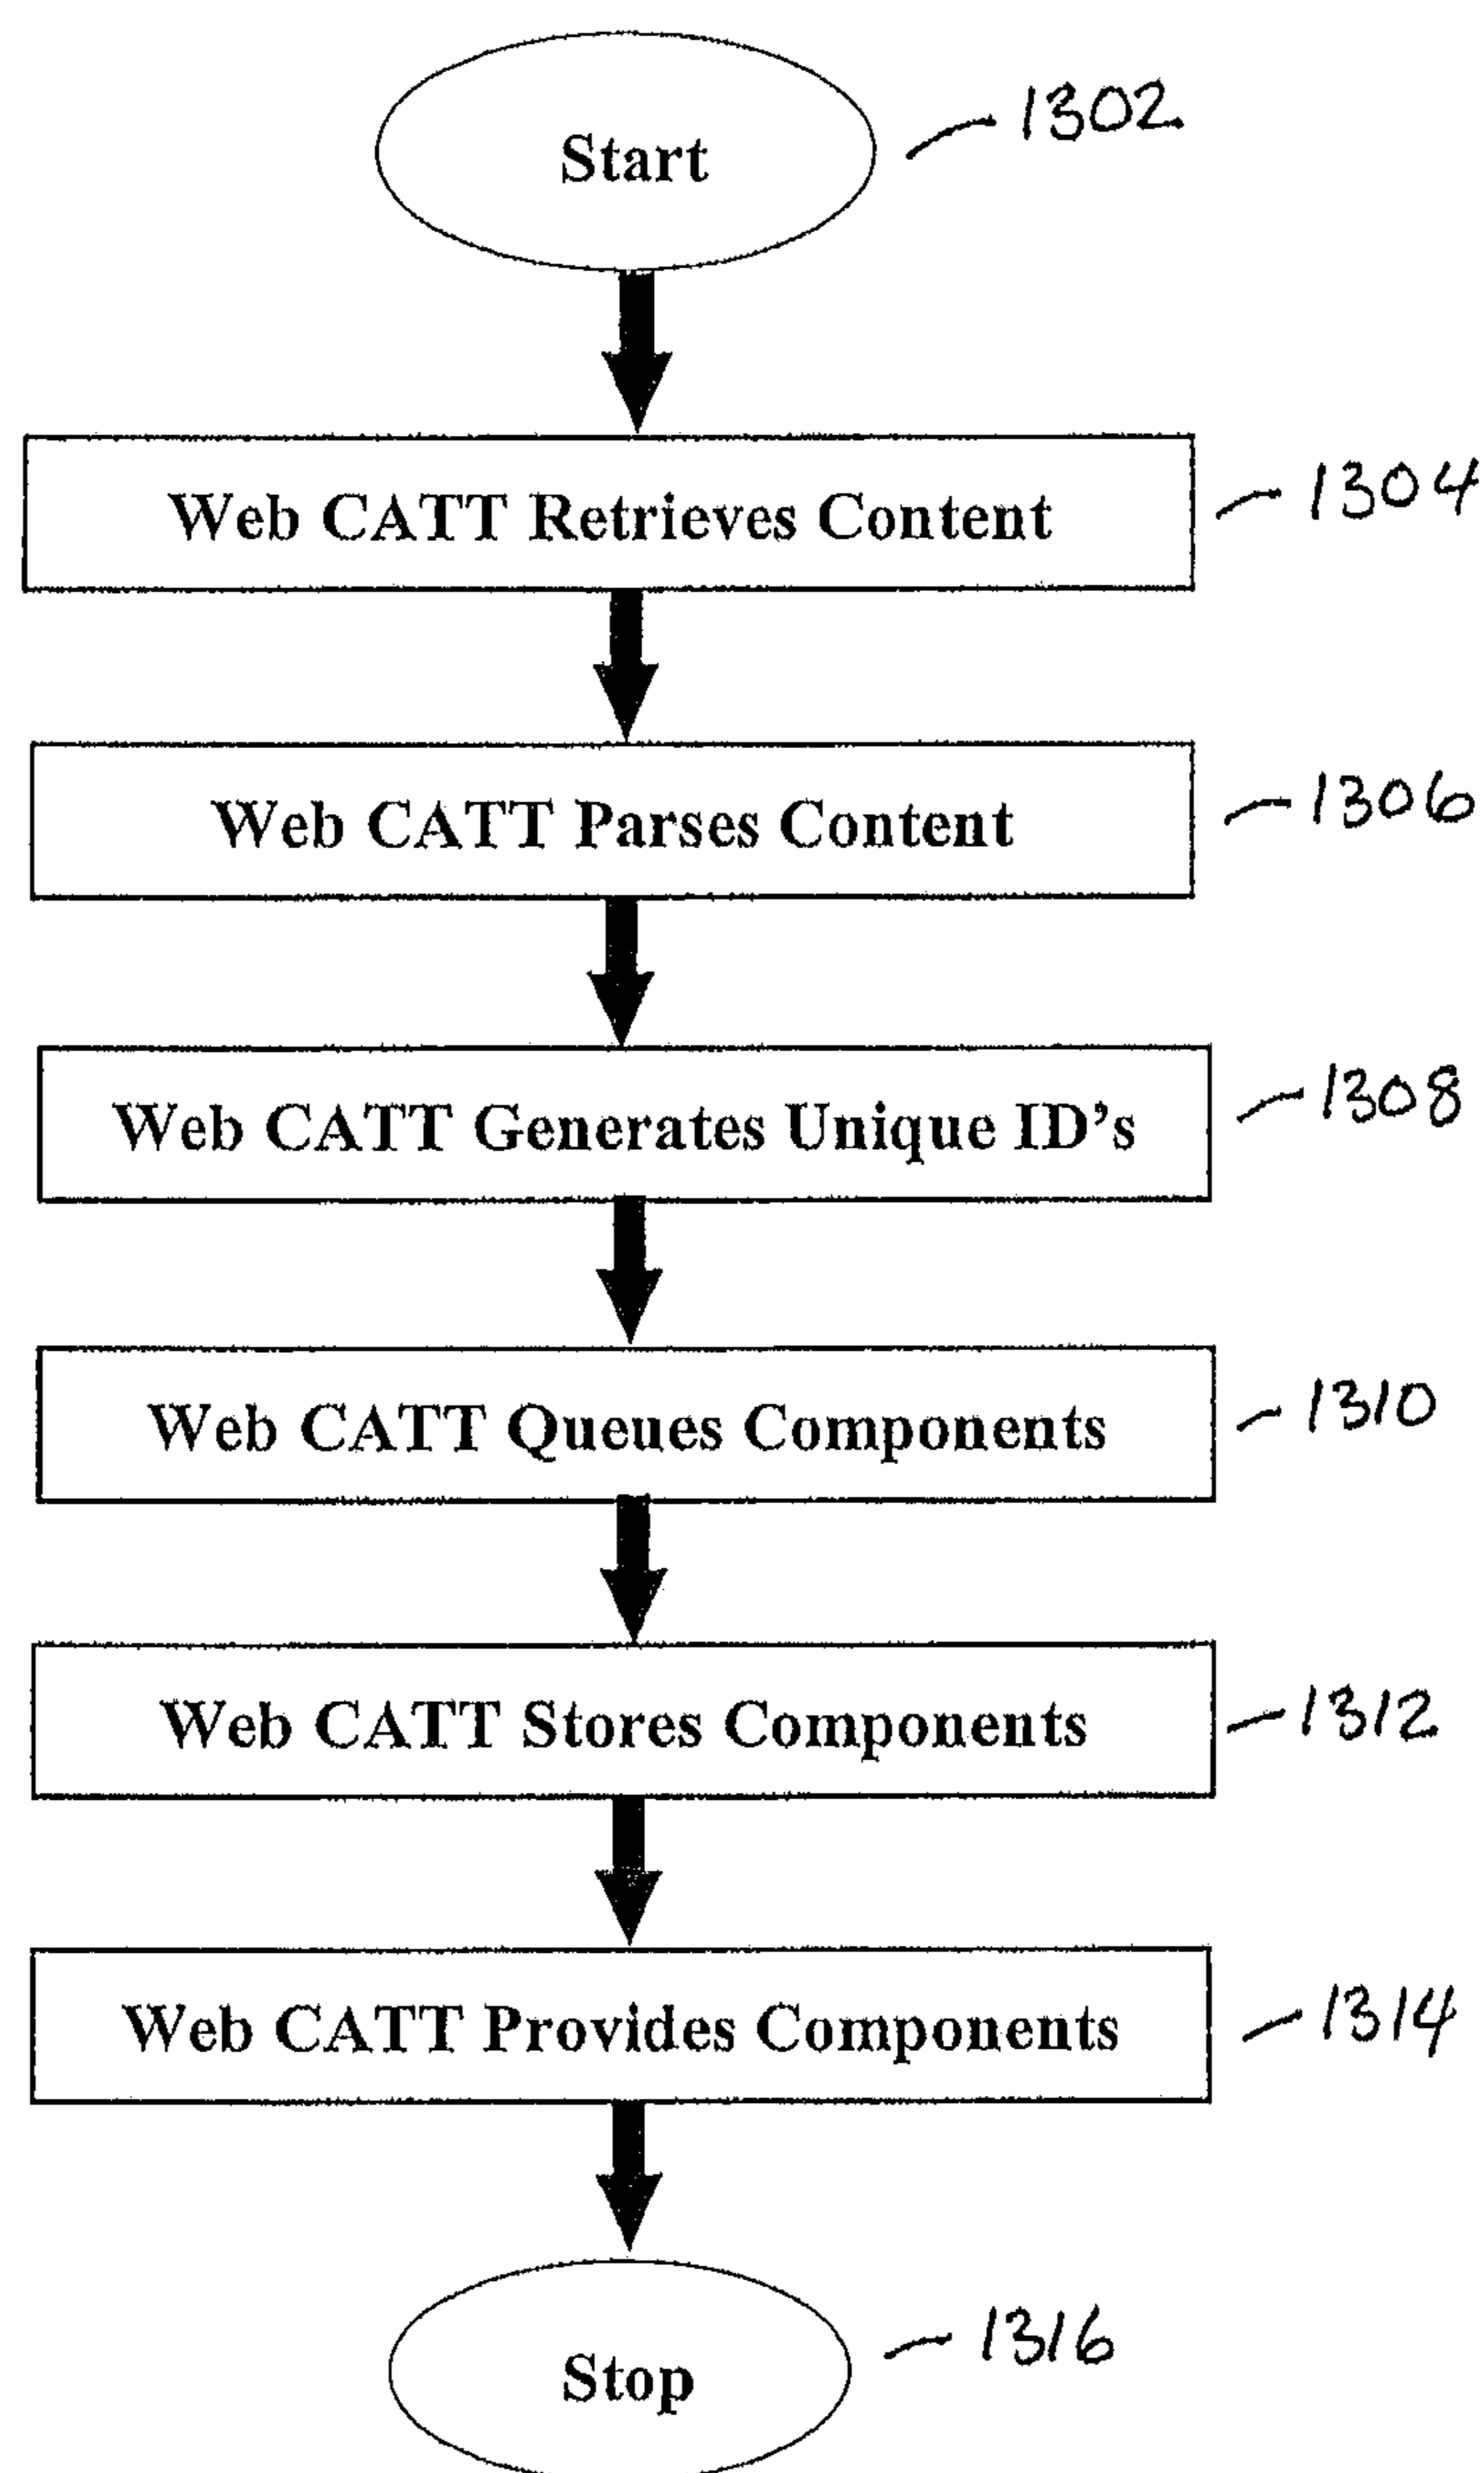 Start
1302
Web CATT Retrieves Content
1304
Web CATT Parses Content
1306
Web CATT Generates Unique ID's
1308
Web CATT Queues Components
1310
Web CATT Stores Components
1312
Web CATT Provides Components
1314
Stop
1316